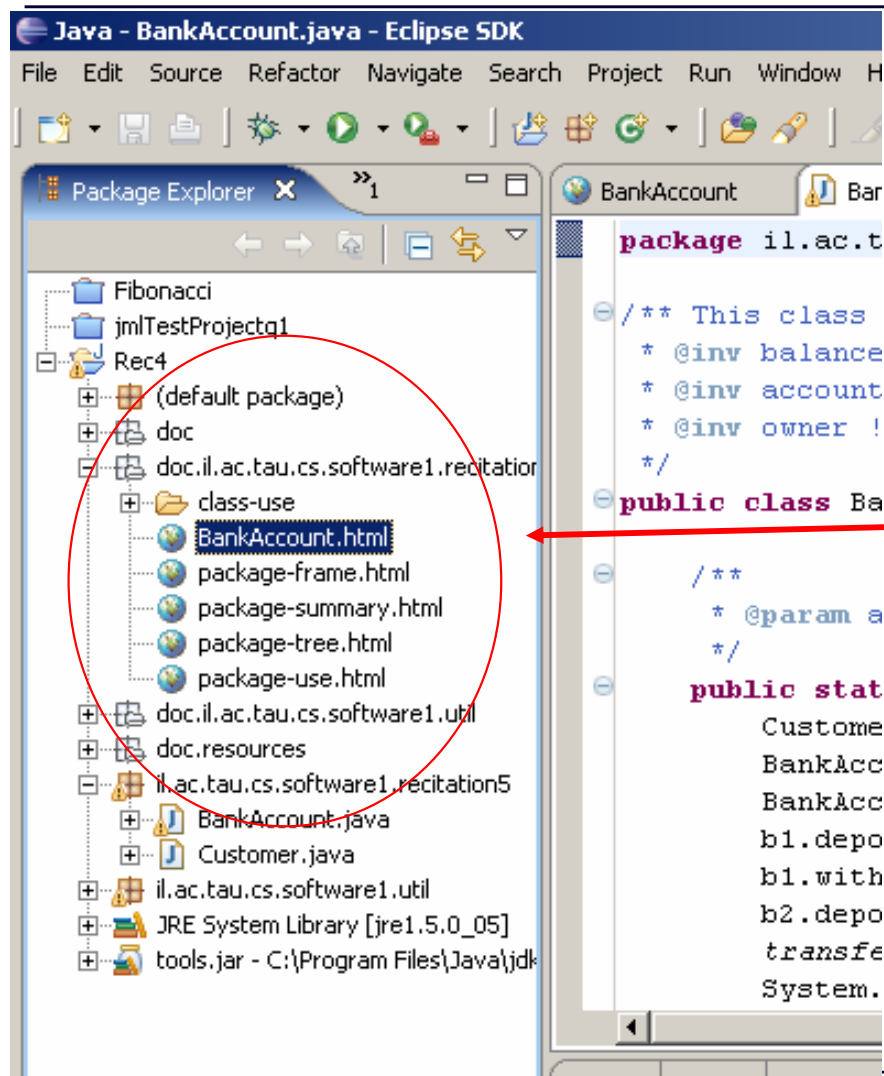 Java - BankAccount.java - Eclipse SDK
File Edit Source Refactor Navigate Search Project Run Window H
Package Explorer
»1
Fibonacci
jmlTestProjectq1
Rec4
(default package)
doc
doc.il.ac.tau.cs.software1.recitation
class-use
BankAccount.html
package-frame.html
package-summary.html
package-tree.html
package-use.html
doc.il.ac.tau.cs.software1.util
doc.resources
il.ac.tau.cs.software1.recitation5
BankAccount.java
Customer.java
il.ac.tau.cs.software1.util
JRE System Library [jre1.5.0_05]
tools.jar - C:\Program Files\Java\jdk
BankAccount
Ban
package il.ac.t
/** This class
* @inv balance
* @inv account
* @inv owner !
*/
public class Ba
/**
* @param a
*/
public stat
Custome
BankAcc
BankAcc
b1.depo
b1.with
b2.depo
transfe
System.